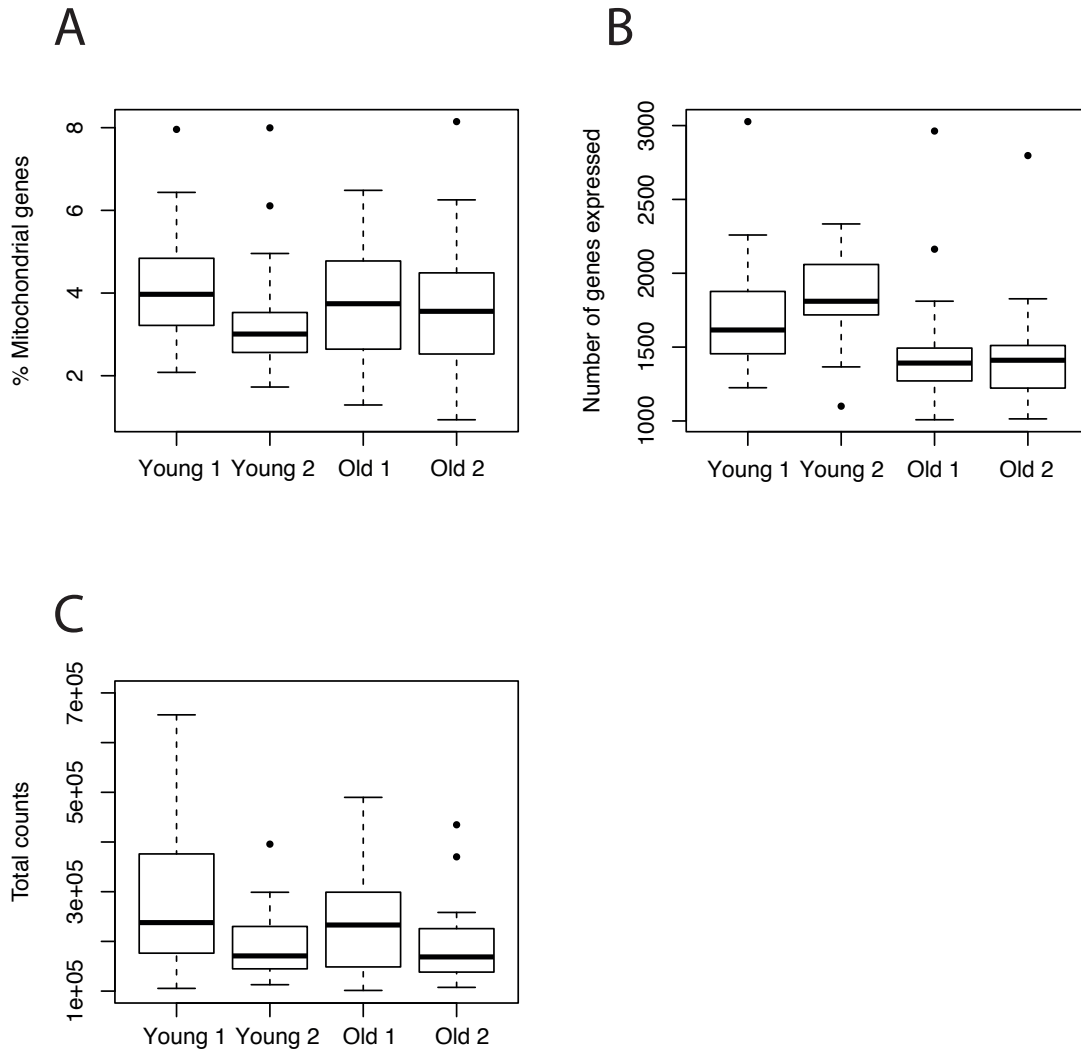 A
% Mitochondrial genes
8
6
4
2
Young 1 Young 2 Old 1 Old 2
B
Number of genes expressed
3000
2500
2000
1500
1000
Young 1 Young 2 Old 1 Old 2
C
Total counts
7e+05
5e+05
3e+05
1e+05
Young 1 Young 2 Old 1 Old 2